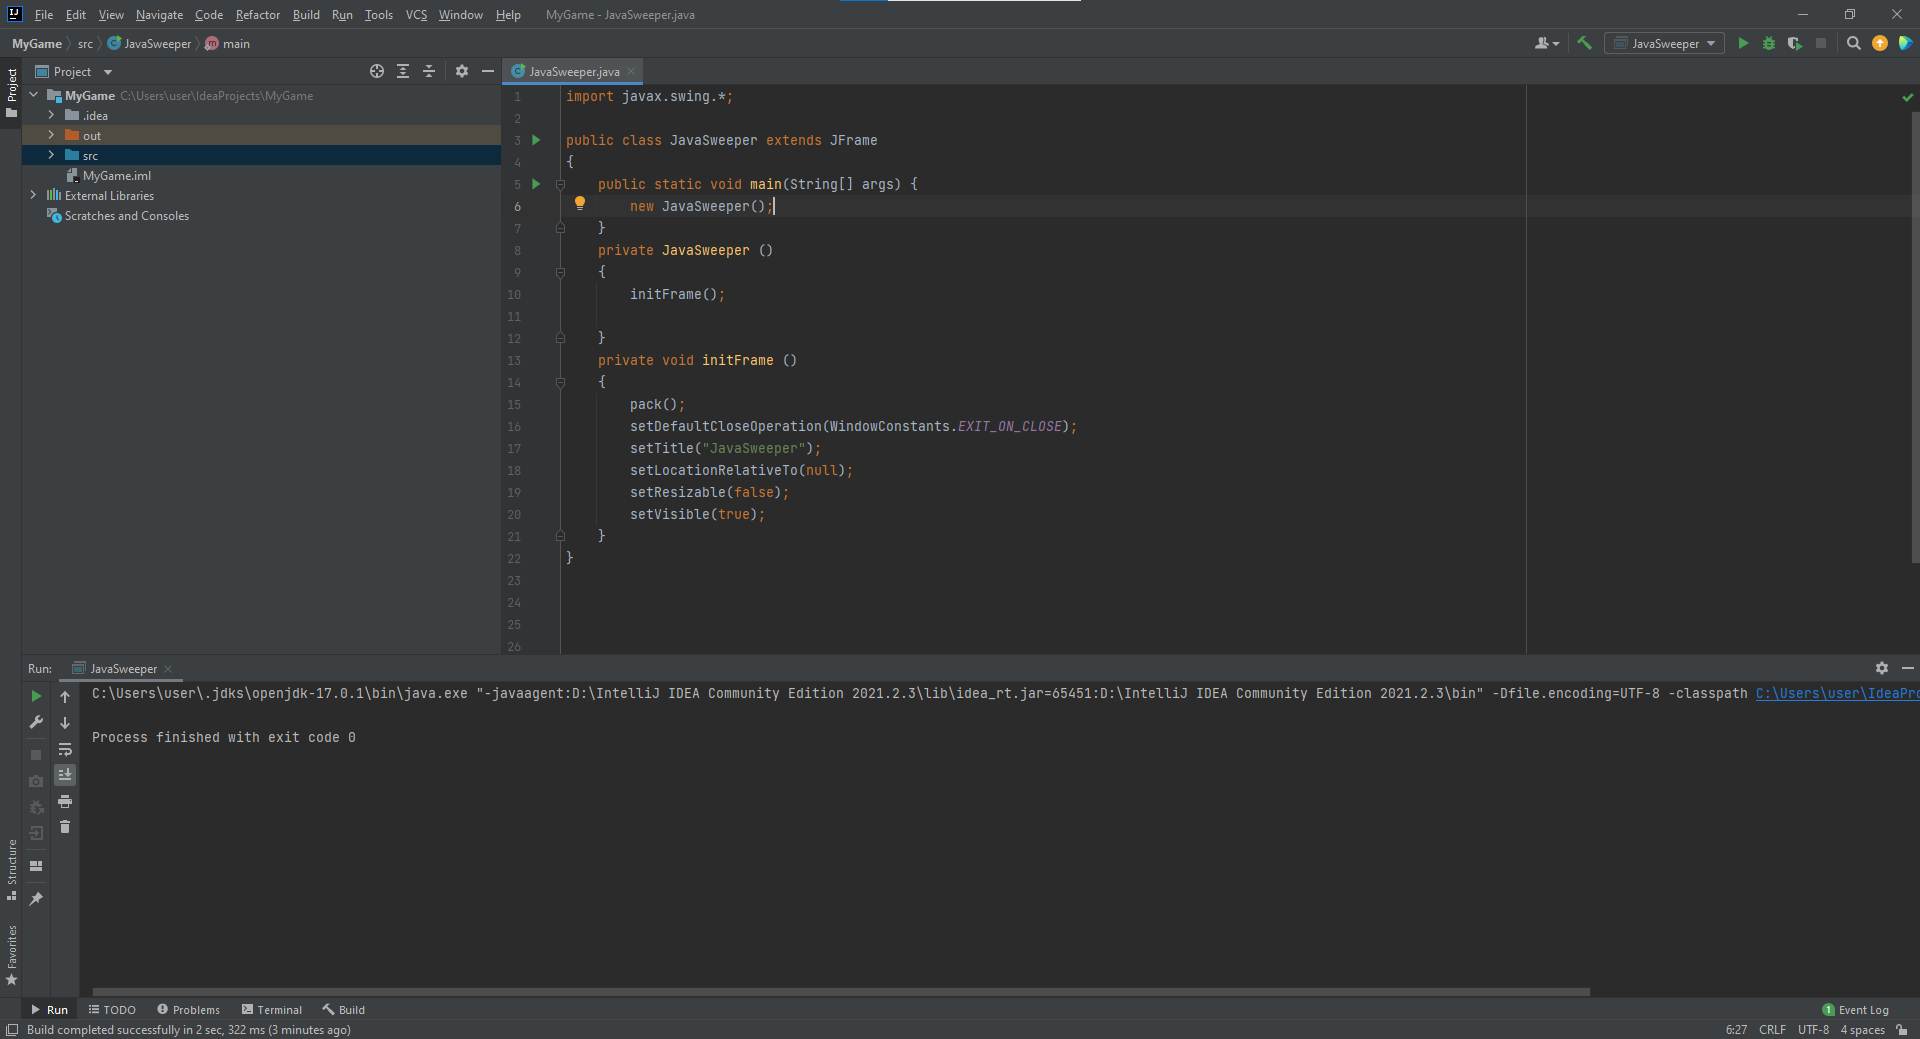 File Edit View Navigate Code Refactor Build Run Tools VCS Window Help MyGame - JavaSweeper.java
MyGame src JavaSweeper main
JavaSweeper
Project
JavaSweeper.java
Project
MyGame C:\Users\user\IdeaProjects\MyGame
.idea
out
src
MyGame.iml
External Libraries
Scratches and Consoles
1 import javax.swing.*;
2
3 public class JavaSweeper extends JFrame
4 {
5 public static void main(String[] args) {
6 new JavaSweeper();
7 }
8 private JavaSweeper ()
9 {
10 initFrame();
11
12 }
13 private void initFrame ()
14 {
15 pack();
16 setDefaultCloseOperation(WindowConstants.EXIT_ON_CLOSE);
17 setTitle("JavaSweeper");
18 setLocationRelativeTo(null);
19 setResizable(false);
20 setVisible(true);
21 }
22 }
23
24
25
26
Run: JavaSweeper
C:\Users\user\.jdks\openjdk-17.0.1\bin\java.exe "-javaagent:D:\IntelliJ IDEA Community Edition 2021.2.3\lib\idea_rt.jar=65451:D:\IntelliJ IDEA Community Edition 2021.2.3\bin" -Dfile.encoding=UTF-8 -classpath C:\Users\user\IdeaPro
Process finished with exit code 0
Structure
Favorites
Run TODO Problems Terminal Build 1 Event Log
Build completed successfully in 2 sec, 322 ms (3 minutes ago) 6:27 CRLF UTF-8 4 spaces